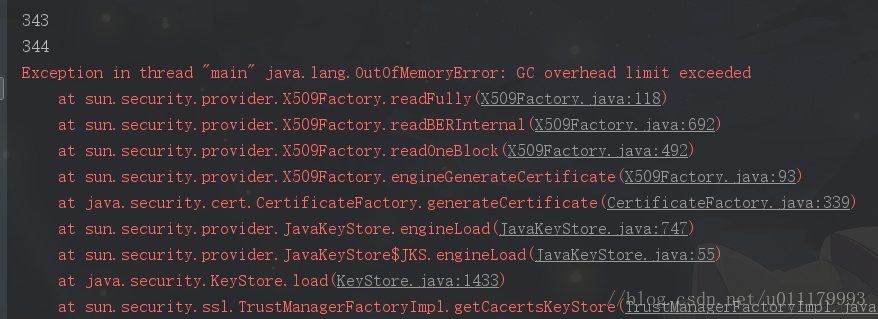 343
344
Exception in thread "main" java.lang.OutOfMemoryError: GC overhead limit exceeded
at sun.security.provider.X509Factory.readFully(X509Factory.java:118)
at sun.security.provider.X509Factory.readBERInternal(X509Factory.java:692)
at sun.security.provider.X509Factory.readOneBlock(X509Factory.java:492)
at sun.security.provider.X509Factory.engineGenerateCertificate(X509Factory.java:93)
at java.security.cert.CertificateFactory.generateCertificate(CertificateFactory.java:339)
at sun.security.provider.JavaKeyStore.engineLoad(JavaKeyStore.java:747)
at sun.security.provider.JavaKeyStore$JKS.engineLoad(JavaKeyStore.java:55)
at java.security.KeyStore.load(KeyStore.java:1433)
at sun.security.ssl.TrustManagerFactoryImpl.getCacertsKeyStore(TrustManagerFactoryImpl.java
//blog.csdn.net/u011179993